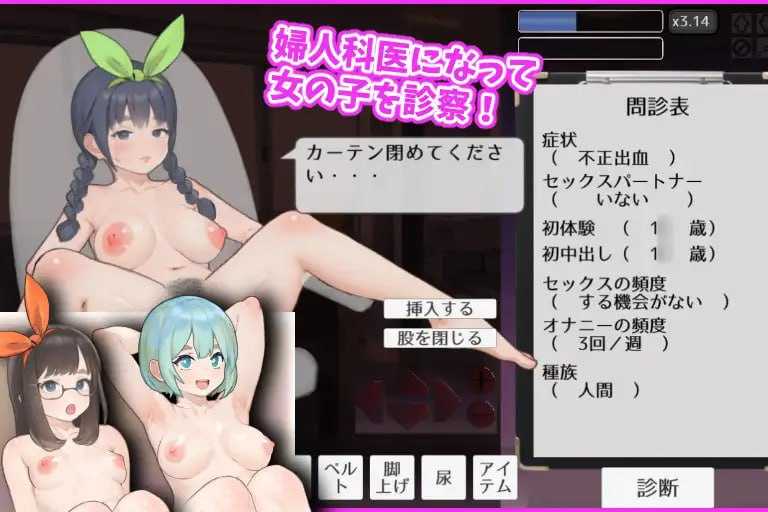 婦人科医になって
女の子を診察！
x3.14
カーテン閉めてくださ
い・・・
挿入する
股を閉じる
問診表
症状
（ 不正出血 ）
セックスパートナー
（ いない ）
初体験 （ 1 歳）
初中出し（ 1 歳）
セックスの頻度
（ する機会がない ）
オナニーの頻度
（ 3回／週 ）
種族
（ 人間 ）
ベル
ト
脚
上げ
尿
アイ
テム
診断